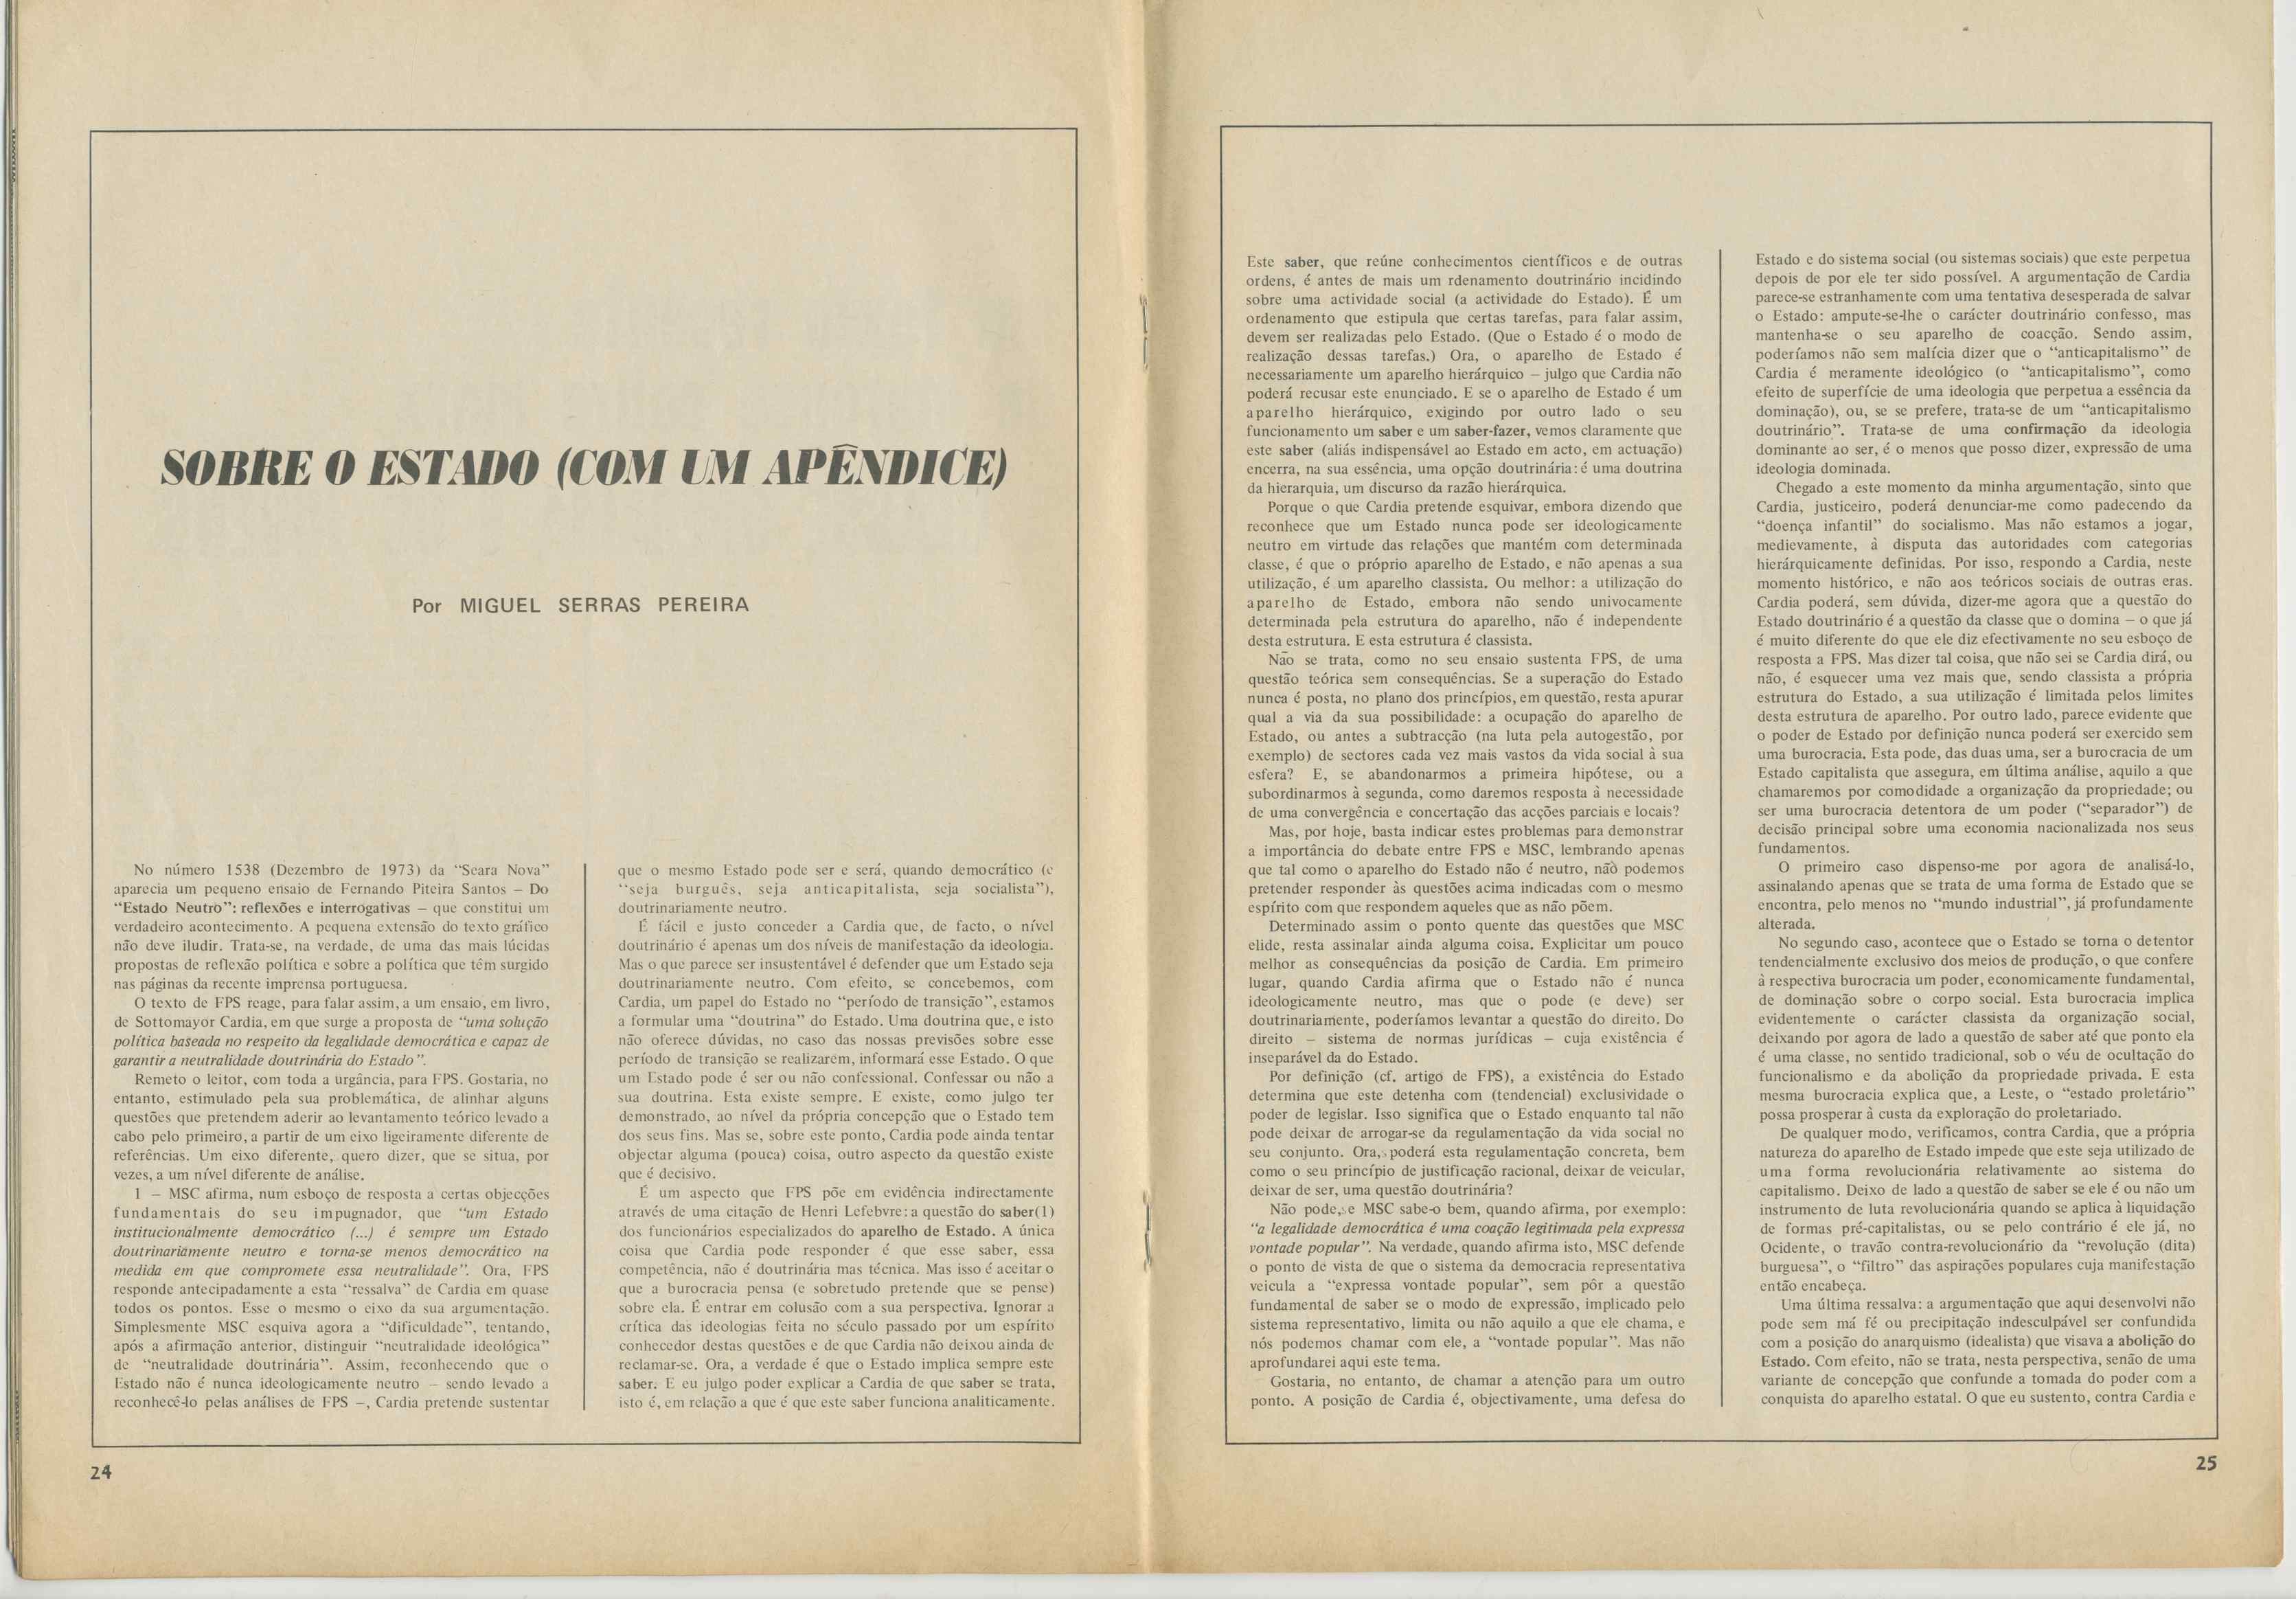 SOBRE O ESTADO (COM UM APÊNDICE)
Por MIGUEL SERRAS PEREIRA
No número 1538 (Dezembro de 1973) da “Seara Nova”
aparecia um pequeno ensaio de Fernando Piteira Santos – Do
“Estado Neutro”: reflexões e interrogativas – que constitui um
verdadeiro acontecimento. A pequena extensão do texto gráfico
não deve iludir. Trata-se, na verdade, de uma das mais lúcidas
propostas de reflexão política e sobre a política que têm surgido
nas páginas da recente imprensa portuguesa.
O texto de FPS reage, para falar assim, a um ensaio, em livro,
de Sottomayor Cardia, em que surge a proposta de “uma solução
política baseada no respeito da legalidade democrática e capaz de
garantir a neutralidade doutrinária do Estado”.
Remeto o leitor, com toda a urgância, para FPS. Gostaria, no
entanto, estimulado pela sua problemática, de alinhar alguns
questões que pretendem aderir ao levantamento teórico levado a
cabo pelo primeiro, a partir de um eixo ligeiramente diferente de
referências. Um eixo diferente, quero dizer, que se situa, por
vezes, a um nível diferente de análise.
1 – MSC afirma, num esboço de resposta a certas objecções
fundamentais do seu impugnador, que “um Estado
institucionalmente democrático (...) é sempre um Estado
doutrinariamente neutro e torna-se menos democrático na
medida em que compromete essa neutralidade”. Ora, FPS
responde antecipadamente a esta “ressalva” de Cardia em quase
todos os pontos. Esse o mesmo o eixo da sua argumentação.
Simplesmente MSC esquiva agora a “dificuldade”, tentando,
após a afirmação anterior, distinguir “neutralidade ideológica”
de “neutralidade doutrinária”. Assim, reconhecendo que o
Estado não é nunca ideologicamente neutro – sendo levado a
reconhecê-lo pelas análises de FPS –, Cardia pretende sustentar
que o mesmo Estado pode ser e será, quando democrático (e
“seja burguês, seja anticapitalista, seja socialista”),
doutrinariamente neutro.
É fácil e justo conceder a Cardia que, de facto, o nível
doutrinário é apenas um dos níveis de manifestação da ideologia.
Mas o que parece ser insustentável é defender que um Estado seja
doutrinariamente neutro. Com efeito, se concebemos, com
Cardia, um papel do Estado no “período de transição”, estamos
a formular uma “doutrina” do Estado. Uma doutrina que, e isto
não oferece dúvidas, no caso das nossas previsões sobre esse
período de transição se realizarem, informará esse Estado. O que
um Estado pode é ser ou não confessional. Confessar ou não a
sua doutrina. Esta existe sempre. E existe, como julgo ter
demonstrado, ao nível da própria concepção que o Estado tem
dos seus fins. Mas se, sobre este ponto, Cardia pode ainda tentar
objectar alguma (pouca) coisa, outro aspecto da questão existe
que é decisivo.
É um aspecto que FPS põe em evidência indirectamente
através de uma citação de Henri Lefebvre: a questão do saber(1)
dos funcionários especializados do aparelho de Estado. A única
coisa que Cardia pode responder é que esse saber, essa
competência, não é doutrinária mas técnica. Mas isso é aceitar o
que a burocracia pensa (e sobretudo pretende que se pense)
sobre ela. É entrar em colusão com a sua perspectiva. Ignorar a
crítica das ideologias feita no século passado por um espírito
conhecedor destas questões e de que Cardia não deixou ainda de
reclamar-se. Ora, a verdade é que o Estado implica sempre este
saber. E eu julgo poder explicar a Cardia de que saber se trata,
isto é, em relação a que é que este saber funciona analiticamente.
24
Este saber, que reúne conhecimentos científicos e de outras
ordens, é antes de mais um rdenamento doutrinário incidindo
sobre uma actividade social (a actividade do Estado). É um
ordenamento que estipula que certas tarefas, para falar assim,
devem ser realizadas pelo Estado. (Que o Estado é o modo de
realização dessas tarefas.) Ora, o aparelho de Estado é
necessariamente um aparelho hierárquico – julgo que Cardia não
poderá recusar este enunciado. E se o aparelho de Estado é um
aparelho hierárquico, exigindo por outro lado o seu
funcionamento um saber e um saber-fazer, vemos claramente que
este saber (aliás indispensável ao Estado em acto, em actuação)
encerra, na sua essência, uma opção doutrinária: é uma doutrina
da hierarquia, um discurso da razão hierárquica.
Porque o que Cardia pretende esquivar, embora dizendo que
reconhece que um Estado nunca pode ser ideologicamente
neutro em virtude das relações que mantém com determinada
classe, é que o próprio aparelho de Estado, e não apenas a sua
utilização, é um aparelho classista. Ou melhor: a utilização do
aparelho de Estado, embora não sendo univocamente
determinada pela estrutura do aparelho, não é independente
desta estrutura. E esta estrutura é classista.
Não se trata, como no seu ensaio sustenta FPS, de uma
questão teórica sem consequências. Se a superação do Estado
nunca é posta, no plano dos princípios, em questão, resta apurar
qual a via da sua possibilidade: a ocupação do aparelho de
Estado, ou antes a subtracção (na luta pela autogestão, por
exemplo) de sectores cada vez mais vastos da vida social à sua
esfera? E, se abandonarmos a primeira hipótese, ou a
subordinarmos à segunda, como daremos resposta à necessidade
de uma convergência e concertação das acções parciais e locais?
Mas, por hoje, basta indicar estes problemas para demonstrar
a importância do debate entre FPS e MSC, lembrando apenas
que tal como o aparelho do Estado não é neutro, não podemos
pretender responder às questões acima indicadas com o mesmo
espírito com que respondem aqueles que as não põem.
Determinado assim o ponto quente das questões que MSC
elide, resta assinalar ainda alguma coisa. Explicitar um pouco
melhor as consequências da posição de Cardia. Em primeiro
lugar, quando Cardia afirma que o Estado não é nunca
ideologicamente neutro, mas que o pode (e deve) ser
doutrinariamente, poderíamos levantar a questão do direito. Do
direito – sistema de normas jurídicas – cuja existência é
inseparável da do Estado.
Por definição (cf. artigo de FPS), a existência do Estado
determina que este detenha com (tendencial) exclusividade o
poder de legislar. Isso significa que o Estado enquanto tal não
pode deixar de arrogar-se da regulamentação da vida social no
seu conjunto. Ora, poderá esta regulamentação concreta, bem
como o seu princípio de justificação racional, deixar de veicular,
deixar de ser, uma questão doutrinária?
Não pode, e MSC sabe-o bem, quando afirma, por exemplo:
“a legalidade democrática é uma coação legitimada pela expressa
vontade popular”. Na verdade, quando afirma isto, MSC defende
o ponto de vista de que o sistema da democracia representativa
veicula a “expressa vontade popular”, sem pôr a questão
fundamental de saber se o modo de expressão, implicado pelo
sistema representativo, limita ou não aquilo a que ele chama, e
nós podemos chamar com ele, a “vontade popular”. Mas não
aprofundarei aqui este tema.
Gostaria, no entanto, de chamar a atenção para um outro
ponto. A posição de Cardia é, objectivamente, uma defesa do
Estado e do sistema social (ou sistemas sociais) que este perpetua
depois de por ele ter sido possível. A argumentação de Cardia
parece-se estranhamente com uma tentativa desesperada de salvar
o Estado: ampute-se-lhe o carácter doutrinário confesso, mas
mantenha-se o seu aparelho de coacção. Sendo assim,
poderíamos não sem malícia dizer que o “anticapitalismo” de
Cardia é meramente ideológico (o “anticapitalismo”, como
efeito de superfície de uma ideologia que perpetua a essência da
dominação), ou, se se prefere, trata-se de um “anticapitalismo
doutrinário”. Trata-se de uma confirmação da ideologia
dominante ao ser, é o menos que posso dizer, expressão de uma
ideologia dominada.
Chegado a este momento da minha argumentação, sinto que
Cardia, justiceiro, poderá denunciar-me como padecendo da
“doença infantil” do socialismo. Mas não estamos a jogar,
medievamente, à disputa das autoridades com categorias
hierárquicamente definidas. Por isso, respondo a Cardia, neste
momento histórico, e não aos teóricos sociais de outras eras.
Cardia poderá, sem dúvida, dizer-me agora que a questão do
Estado doutrinário é a questão da classe que o domina – o que já
é muito diferente do que ele diz efectivamente no seu esboço de
resposta a FPS. Mas dizer tal coisa, que não sei se Cardia dirá, ou
não, é esquecer uma vez mais que, sendo classista a própria
estrutura do Estado, a sua utilização é limitada pelos limites
desta estrutura de aparelho. Por outro lado, parece evidente que
o poder de Estado por definição nunca poderá ser exercido sem
uma burocracia. Esta pode, das duas uma, ser a burocracia de um
Estado capitalista que assegura, em última análise, aquilo a que
chamaremos por comodidade a organização da propriedade; ou
ser uma burocracia detentora de um poder (“separador”) de
decisão principal sobre uma economia nacionalizada nos seus
fundamentos.
O primeiro caso dispenso-me por agora de analisá-lo,
assinalando apenas que se trata de uma forma de Estado que se
encontra, pelo menos no “mundo industrial”, já profundamente
alterada.
No segundo caso, acontece que o Estado se torna o detentor
tendencialmente exclusivo dos meios de produção, o que confere
à respectiva burocracia um poder, economicamente fundamental,
de dominação sobre o corpo social. Esta burocracia implica
evidentemente o carácter classista da organização social,
deixando por agora de lado a questão de saber até que ponto ela
é uma classe, no sentido tradicional, sob o véu de ocultação do
funcionalismo e da abolição da propriedade privada. E esta
mesma burocracia explica que, a Leste, o “estado proletário”
possa prosperar à custa da exploração do proletariado.
De qualquer modo, verificamos, contra Cardia, que a própria
natureza do aparelho de Estado impede que este seja utilizado de
uma forma revolucionária relativamente ao sistema do
capitalismo. Deixo de lado a questão de saber se ele é ou não um
instrumento de luta revolucionária quando se aplica à liquidação
de formas pré-capitalistas, ou se pelo contrário é ele já, no
Ocidente, o travão contra-revolucionário da “revolução (dita)
burguesa”, o “filtro” das aspirações populares cuja manifestação
então encabeça.
Uma última ressalva: a argumentação que aqui desenvolvi não
pode sem má fé ou precipitação indesculpável ser confundida
com a posição do anarquismo (idealista) que visava a abolição do
Estado. Com efeito, não se trata, nesta perspectiva, senão de uma
variante de concepção que confunde a tomada do poder com a
conquista do aparelho estatal. O que eu sustento, contra Cardia e
25